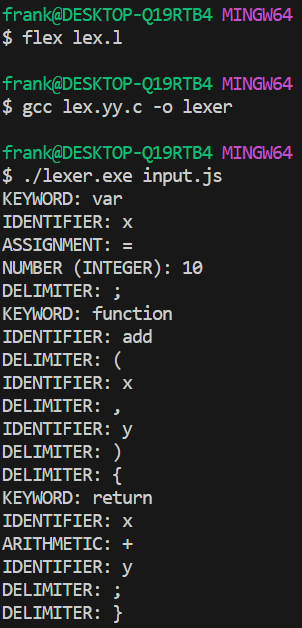 frank@DESKTOP-Q19RTB4 MINGW64
$ flex lex.l
frank@DESKTOP-Q19RTB4 MINGW64
$ gcc lex.yy.c -o lexer
frank@DESKTOP-Q19RTB4 MINGW64
$ ./lexer.exe input.js
KEYWORD: var
IDENTIFIER: x
ASSIGNMENT: =
NUMBER (INTEGER): 10
DELIMITER: ;
KEYWORD: function
IDENTIFIER: add
DELIMITER: (
IDENTIFIER: x
DELIMITER: ,
IDENTIFIER: y
DELIMITER: )
DELIMITER: {
KEYWORD: return
IDENTIFIER: x
ARITHMETIC: +
IDENTIFIER: y
DELIMITER: ;
DELIMITER: }